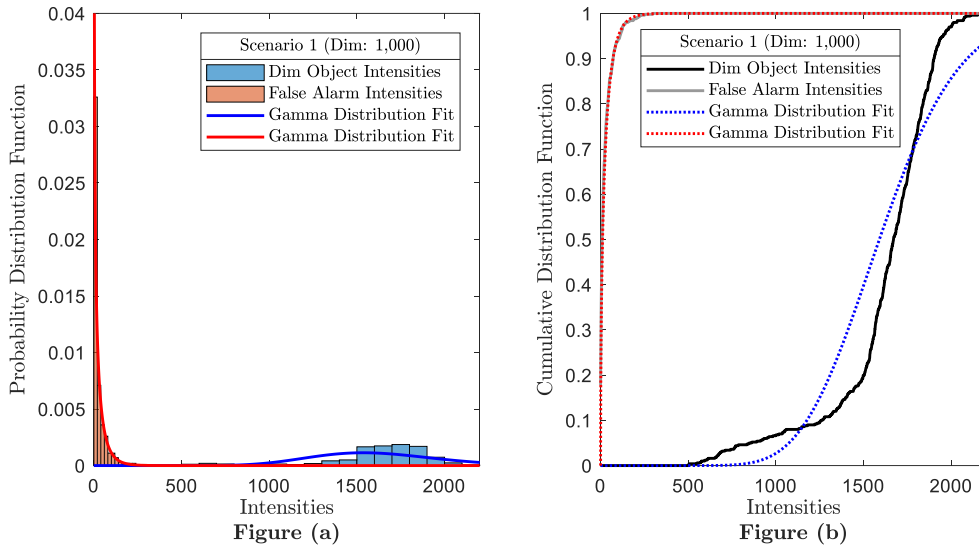 0.04
0.035
0.03
0.025
0.02
0.015
0.01
0.005
0
Probability Distribution Function
Scenario 1 (Dim: 1,000)
Dim Object Intensities
False Alarm Intensities
Gamma Distribution Fit
Gamma Distribution Fit
0 500 1000 1500 2000
Intensities
Figure (a)
1
0.9
0.8
0.7
0.6
0.5
0.4
0.3
0.2
0.1
0
Cumulative Distribution Function
Scenario 1 (Dim: 1,000)
Dim Object Intensities
False Alarm Intensities
Gamma Distribution Fit
Gamma Distribution Fit
0 500 1000 1500 2000
Intensities
Figure (b)